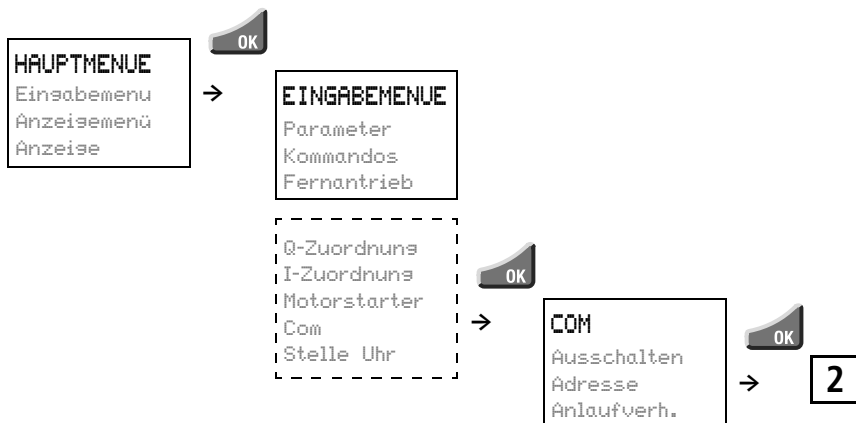 OK
HAUPTMENUE
Eingabemenu
Anzeigemenü
Anzeige
EINGABEMENUE
Parameter
Kommandos
Fernantrieb
Q-Zuordnung
I-Zuordnung
Motorstarter
Com
Stelle Uhr
OK
COM
Ausschalten
Adresse
Anlaufverh.
OK
2